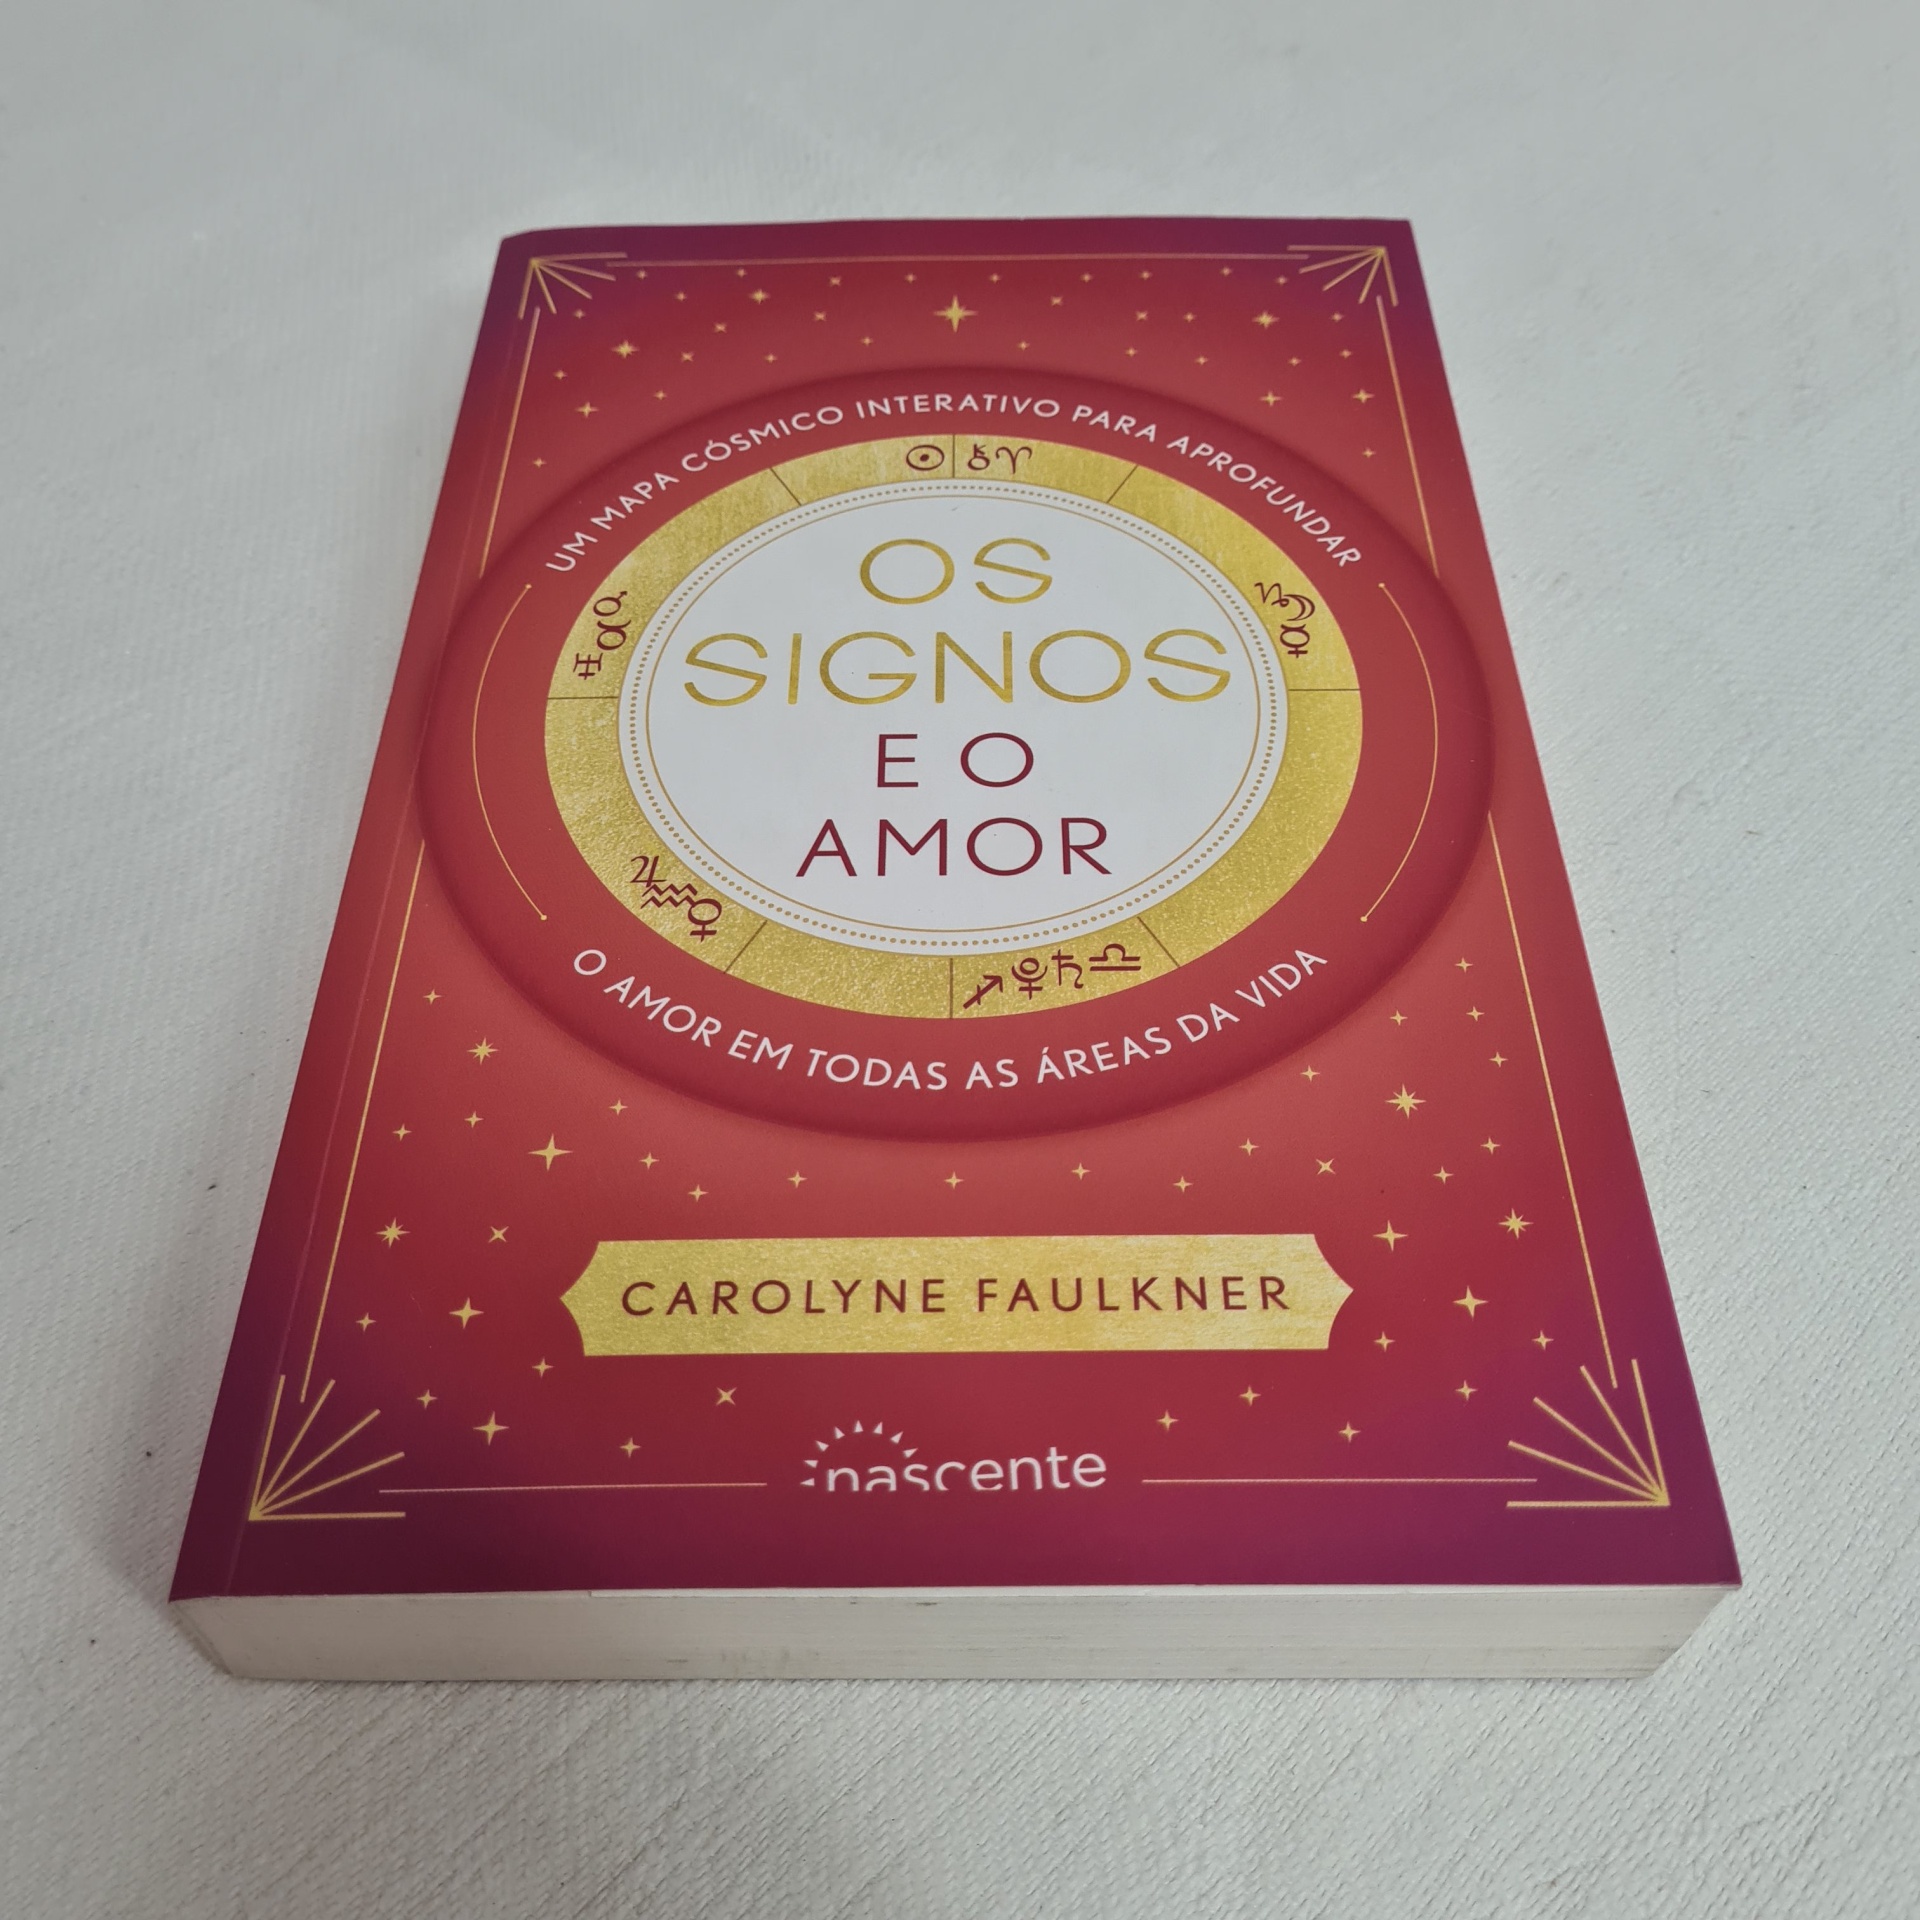 UM MAPA CÓSMICO INTERATIVO PARA APROFUNDAR
OS
SIGNOS
E O
AMOR
O AMOR EM TODAS AS ÁREAS DA VIDA
CAROLYNE FAULKNER
nascente